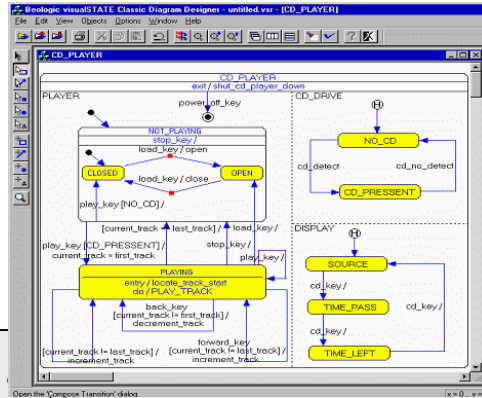 Beologic visualSTATE Classic Diagram Designer - untitled.vsr - [CD_PLAYER]
File Edit View Objects Options Window Help
CD_PLAYER
CD_PLAYER
exit / shut_cd_player_down
PLAYER
power_off_key
NOT_PLAYING
stop_key /
load_key / open
CLOSED
OPEN
load_key / close
play_key [NO_CD] /
[current_track = last_track] /
load_key /
play_key [CD_PRESSENT] /
current_track = first_track
stop_key /
play_key /
PLAYING
entry / locate_track_start
do / PLAY_TRACK
back_key
[current_track != first_track] /
decrement_track
[current_track != last_track] /
increment_track
forward_key
[current_track != last_track] /
increment_track
CD_DRIVE
H
NO_CD
cd_detect
cd_no_detect
CD_PRESSENT
DISPLAY
H
SOURCE
cd_key /
TIME_PASS
cd_key /
cd_key /
TIME_LEFT
Open the 'Compose Transition' dialog